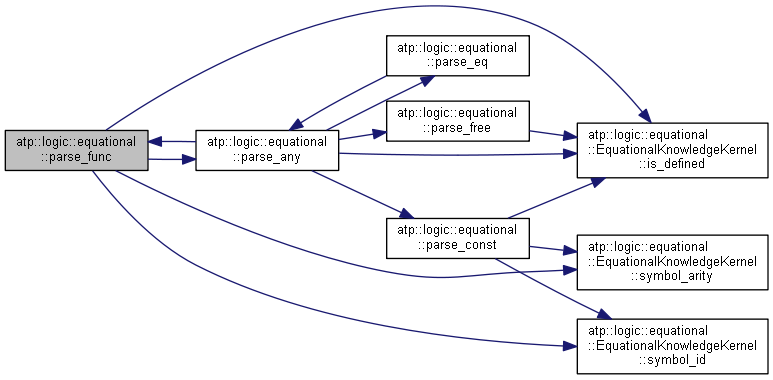 atp::logic::equational
::parse_func
atp::logic::equational
::parse_any
atp::logic::equational
::parse_eq
atp::logic::equational
::parse_free
atp::logic::equational
::parse_const
atp::logic::equational
::EquationalKnowledgeKernel
::is_defined
atp::logic::equational
::EquationalKnowledgeKernel
::symbol_arity
atp::logic::equational
::EquationalKnowledgeKernel
::symbol_id